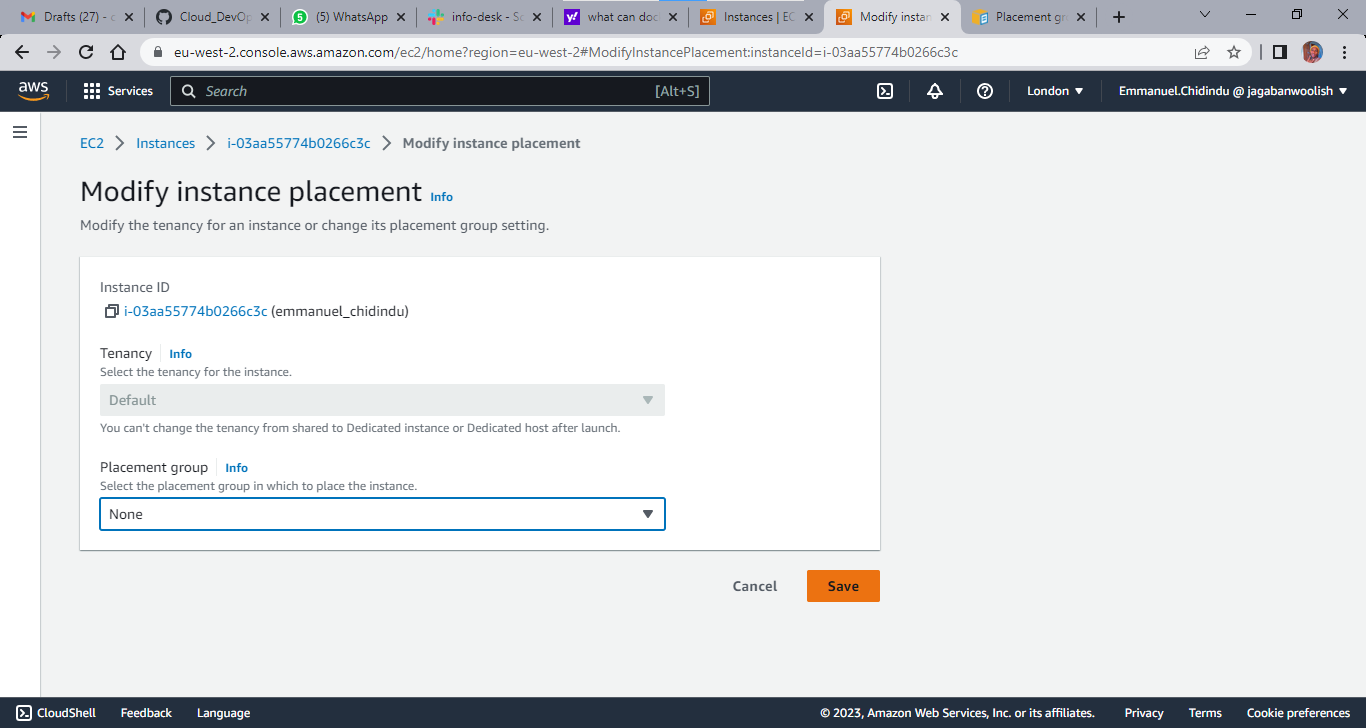 Drafts (27) - c
Cloud_DevOp
(5) WhatsApp
info-desk - Sc
what can doc
Instances | EC
Modify instan
Placement gr
eu-west-2.console.aws.amazon.com/ec2/home?region=eu-west-2#ModifyInstancePlacement:instanceId=i-03aa55774b0266c3c
aws
Services
Search
[Alt+S]
London
Emmanuel.Chidindu @ jagabanwoolish
EC2 > Instances > i-03aa55774b0266c3c > Modify instance placement
Modify instance placement Info
Modify the tenancy for an instance or change its placement group setting.
Instance ID
i-03aa55774b0266c3c (emmanuel_chidindu)
Tenancy Info
Select the tenancy for the instance.
Default
You can't change the tenancy from shared to Dedicated instance or Dedicated host after launch.
Placement group Info
Select the placement group in which to place the instance.
None
Cancel
Save
CloudShell
Feedback
Language
© 2023, Amazon Web Services, Inc. or its affiliates.
Privacy
Terms
Cookie preferences